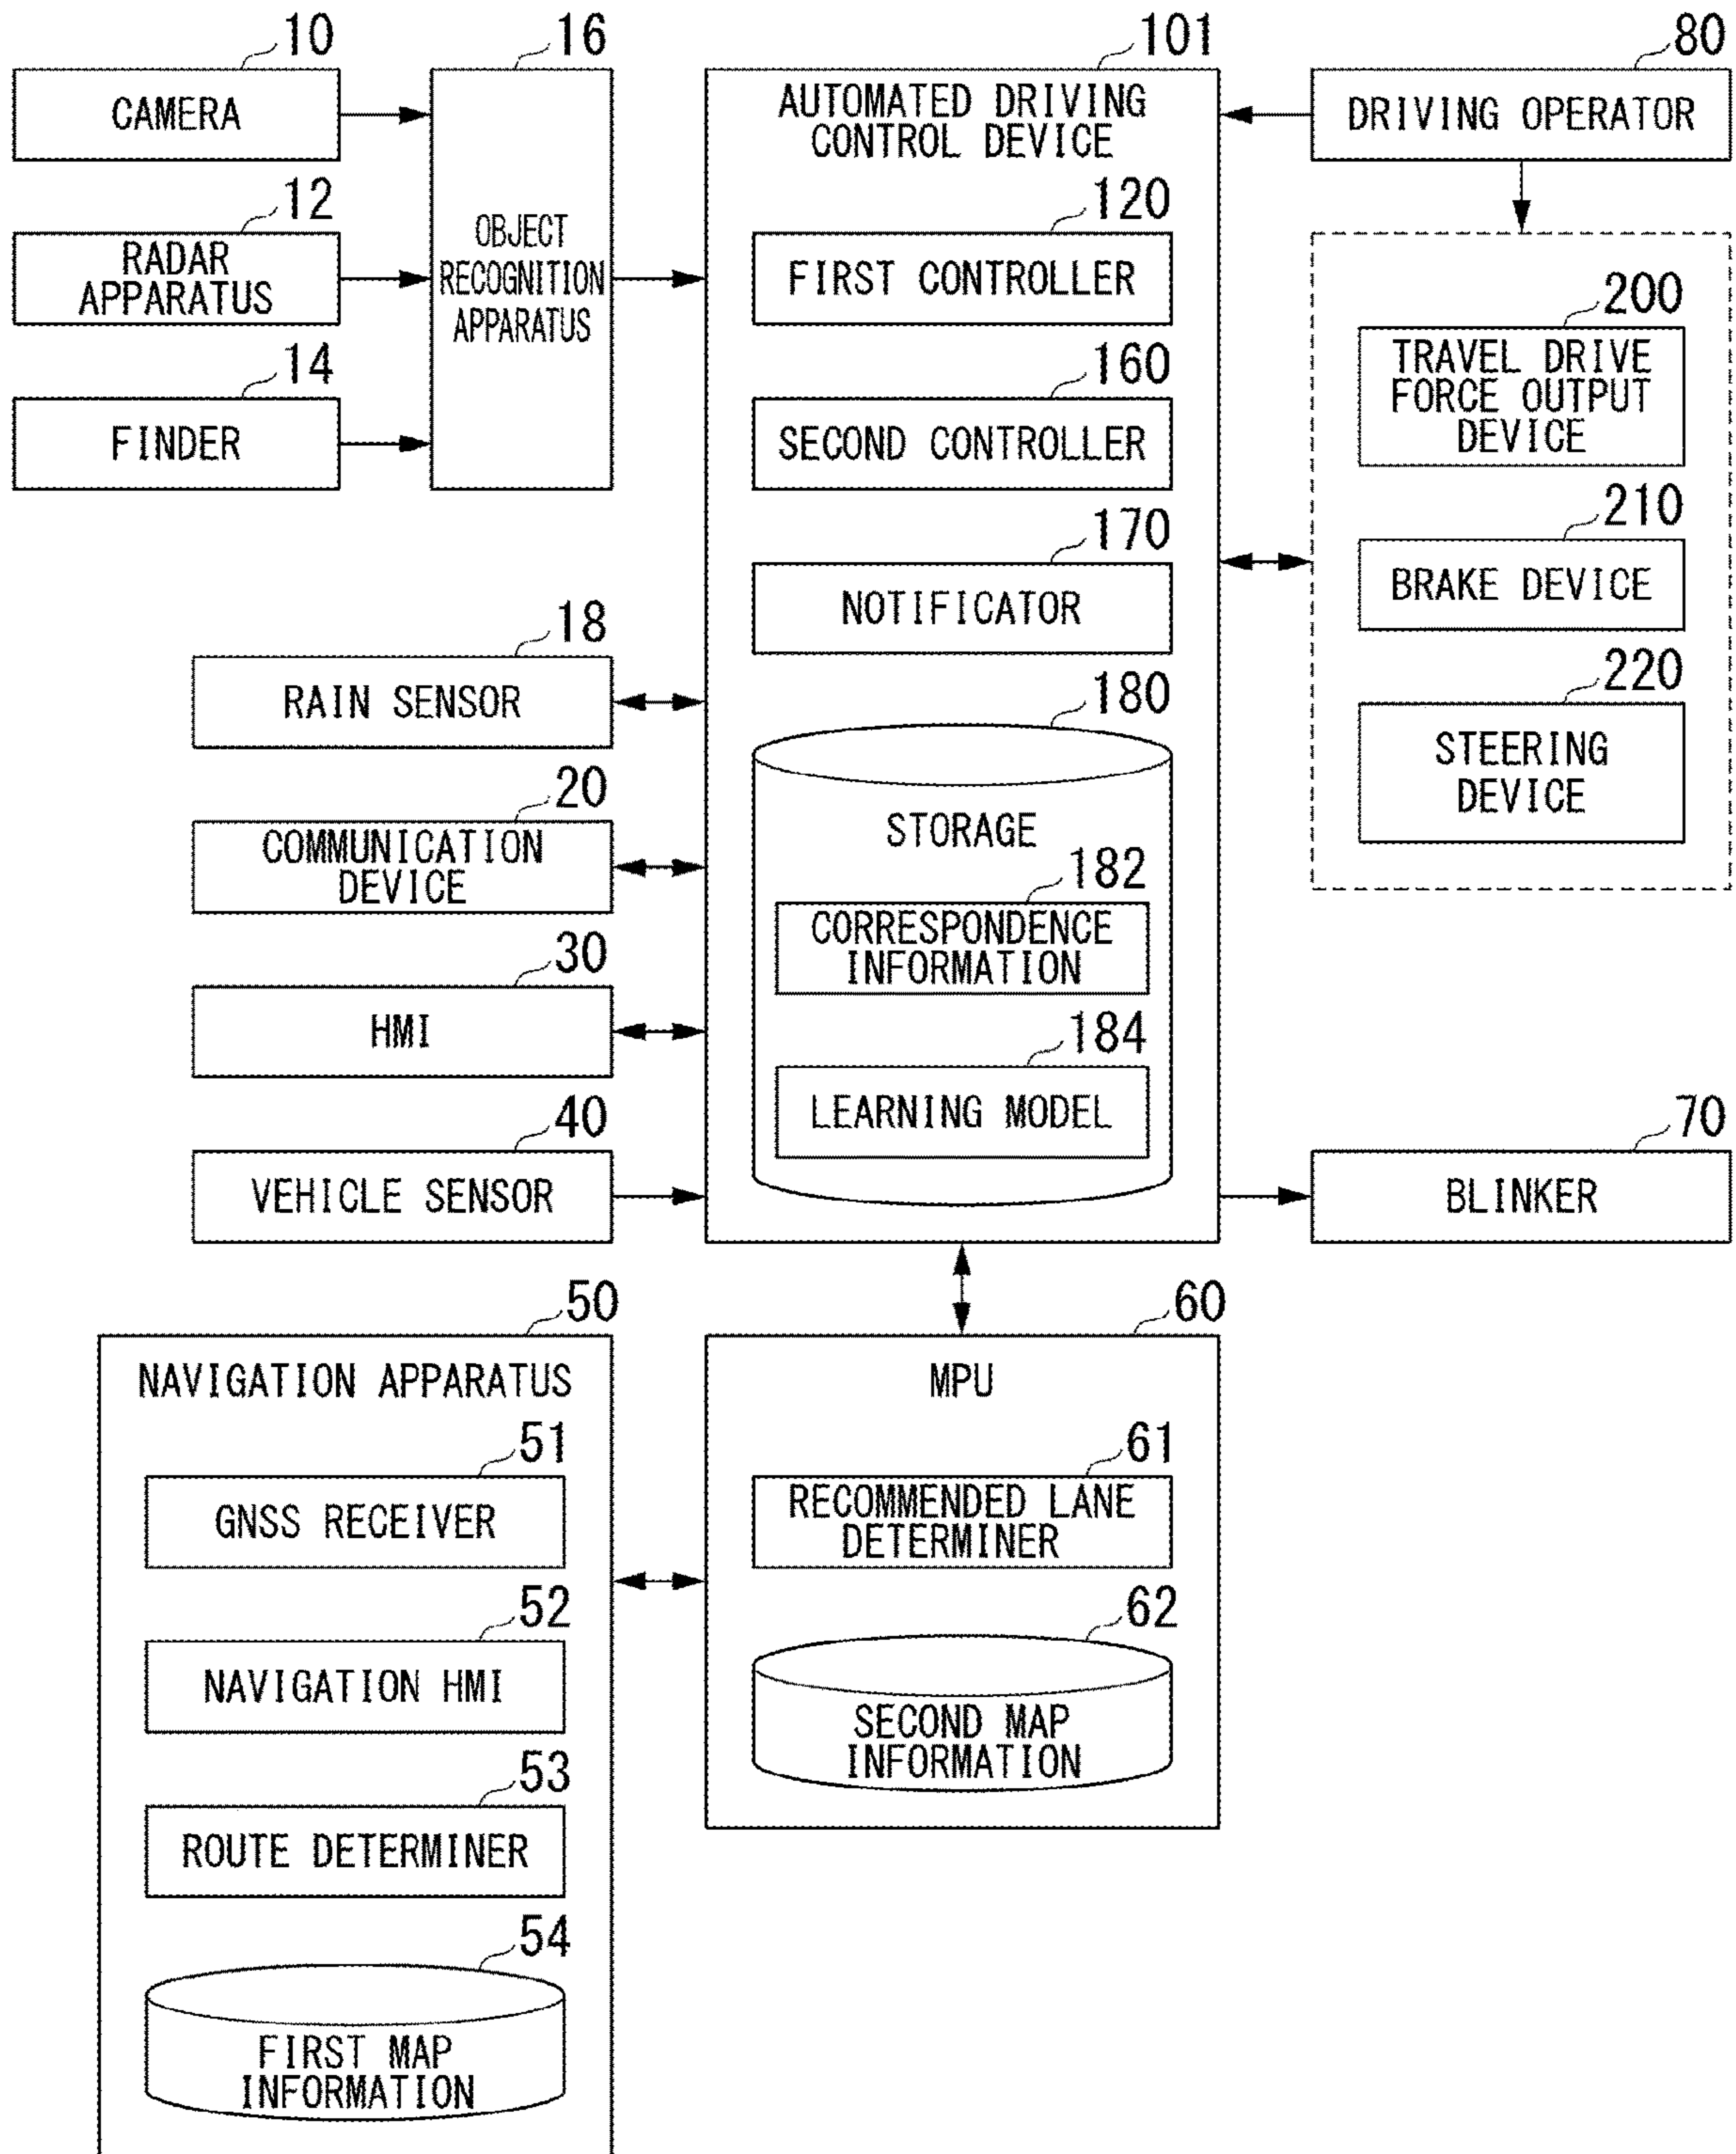 10
CAMERA
12
RADAR
APPARATUS
14
FINDER
16
OBJECT
RECOGNITION
APPARATUS
18
RAIN SENSOR
20
COMMUNICATION
DEVICE
30
HMI
40
VEHICLE SENSOR
101
AUTOMATED DRIVING
CONTROL DEVICE
120
FIRST CONTROLLER
160
SECOND CONTROLLER
170
NOTIFICATOR
180
STORAGE
182
CORRESPONDENCE
INFORMATION
184
LEARNING MODEL
80
DRIVING OPERATOR
200
TRAVEL DRIVE
FORCE OUTPUT
DEVICE
210
BRAKE DEVICE
220
STEERING
DEVICE
70
BLINKER
50
NAVIGATION APPARATUS
51
GNSS RECEIVER
52
NAVIGATION HMI
53
ROUTE DETERMINER
54
FIRST MAP
INFORMATION
60
MPU
61
RECOMMENDED LANE
DETERMINER
62
SECOND MAP
INFORMATION